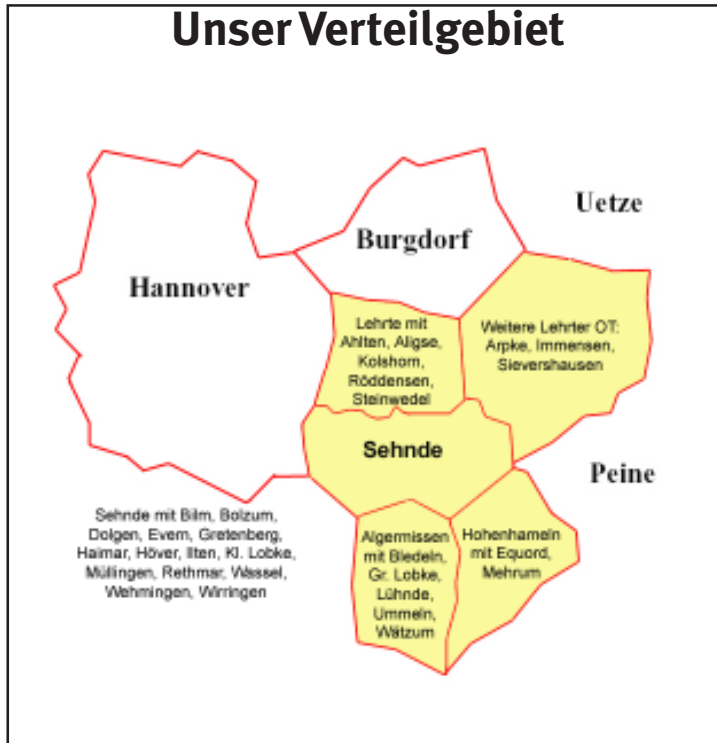 Unser Verteilgebiet
Uetze
Burgdorf
Hannover
Lehrte mit
Ahlten, Aligse,
Kolshorn,
Röddensen,
Steinwedel
Weitere Lehrter OT:
Arpke, Immensen,
Sievershausen
Sehnde
Peine
Sehnde mit Bilm, Bolzum,
Dolgen, Evern, Gretenberg,
Haimar, Höver, Ilten, Kl. Lobke,
Müllingen, Rethmar, Wassel,
Wehmingen, Wirringen
Algermissen
mit Bledeln,
Gr. Lobke,
Lühnde,
Ummeln,
Wätzum
Hohenhameln
mit Equord,
Mehrum